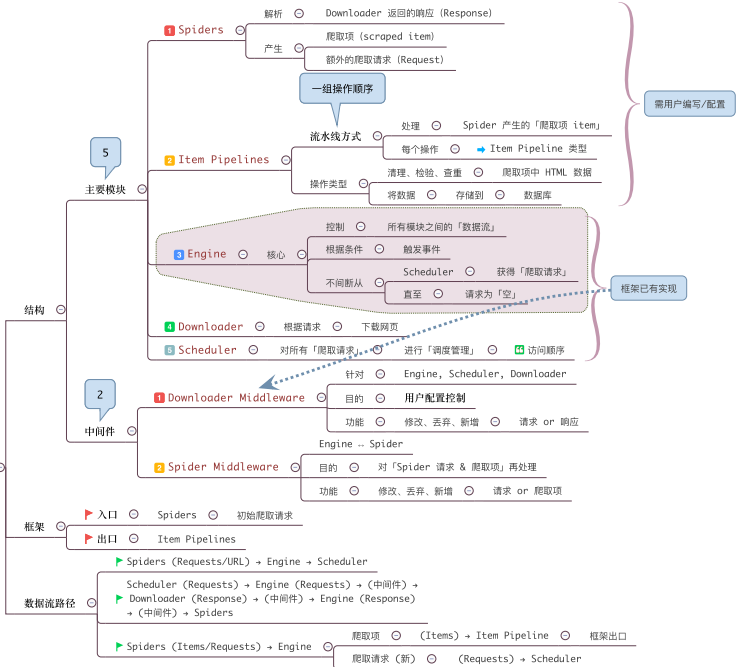 解析
Downloader 返回的响应（Response）
1 Spiders
产生
爬取项（scraped item）
额外的爬取请求（Request）
需用户编写/配置
一组操作顺序
5
主要模块
2 Item Pipelines
流水线方式
处理
Spider 产生的「爬取项 item」
每个操作
Item Pipeline 类型
操作类型
清理、检验、查重
爬取项中 HTML 数据
将数据
存储到
数据库
3 Engine
核心
控制
所有模块之间的「数据流」
根据条件
触发事件
不间断从
Scheduler
获得「爬取请求」
直至
请求为「空」
框架已有实现
结构
4 Downloader
根据请求
下载网页
5 Scheduler
对所有「爬取请求」
进行「调度管理」
访问顺序
2
中间件
1 Downloader Middleware
针对
Engine, Scheduler, Downloader
目的
用户配置控制
功能
修改、丢弃、新增
请求 or 响应
2 Spider Middleware
Engine ↔ Spider
目的
对「Spider 请求 & 爬取项」再处理
功能
修改、丢弃、新增
请求 or 爬取项
框架
入口
Spiders
初始爬取请求
出口
Item Pipelines
数据流路径
Spiders (Requests/URL) → Engine → Scheduler
Scheduler (Requests) → Engine (Requests) → (中间件) →
Downloader (Response) → (中间件) → Engine (Response)
→ (中间件) → Spiders
Spiders (Items/Requests) → Engine
爬取项
(Items) → Item Pipeline
框架出口
爬取请求（新）
(Requests) → Scheduler